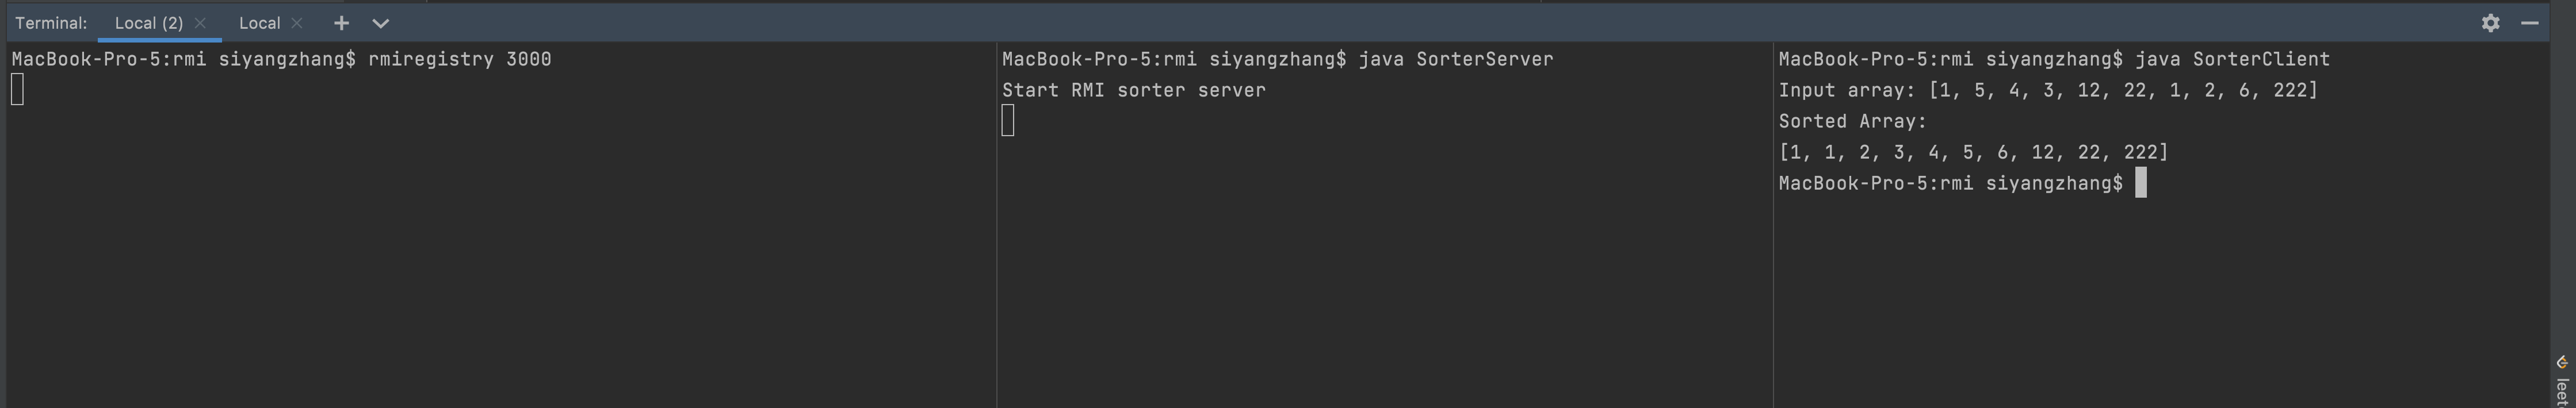 Terminal: Local (2) Local
MacBook-Pro-5:rmi siyangzhang$ rmiregistry 3000
MacBook-Pro-5:rmi siyangzhang$ java SorterServer
Start RMI sorter server
MacBook-Pro-5:rmi siyangzhang$ java SorterClient
Input array: [1, 5, 4, 3, 12, 22, 1, 2, 6, 222]
Sorted Array:
[1, 1, 2, 3, 4, 5, 6, 12, 22, 222]
MacBook-Pro-5:rmi siyangzhang$
leet